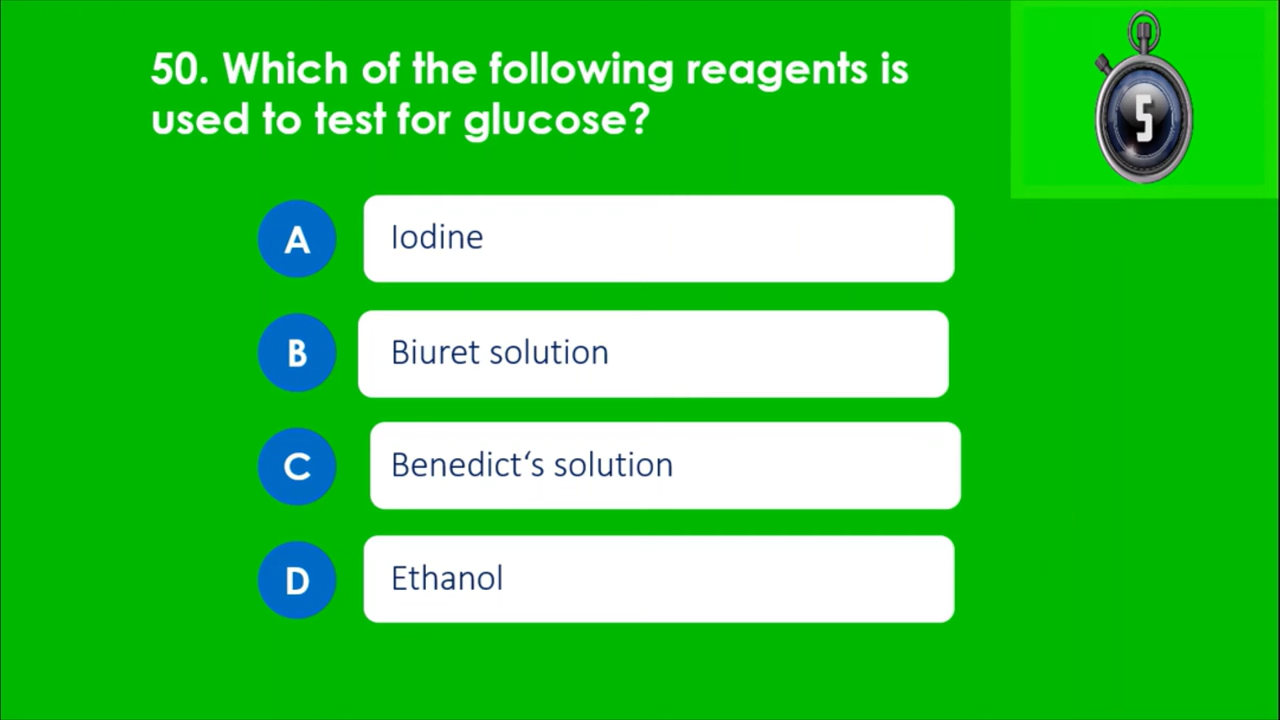 50. Which of the following reagents is
used to test for glucose?
5
A
Iodine
B
Biuret solution
C
Benedict‘s solution
D
Ethanol